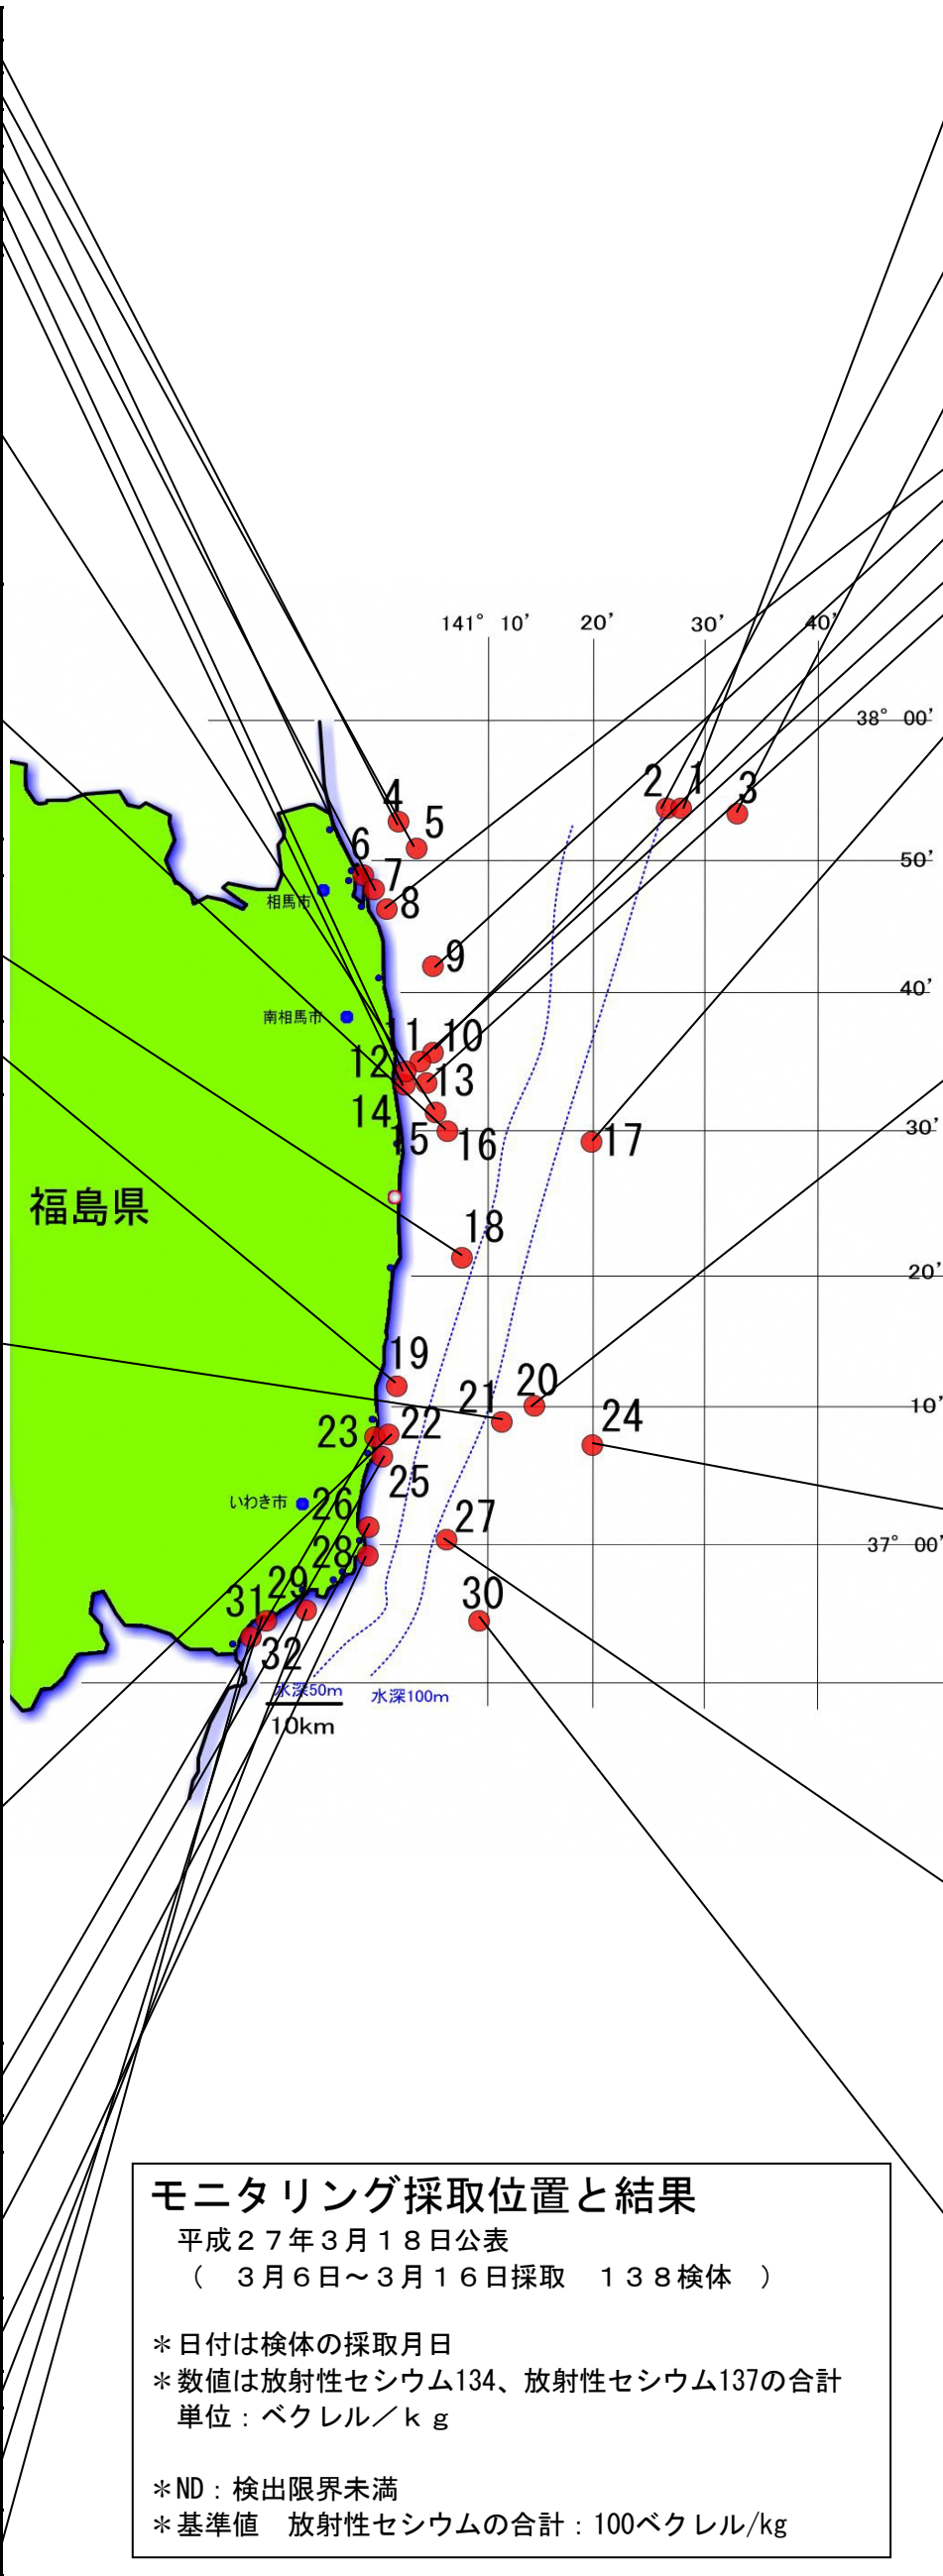 141° 10’ 20’ 30’ 40’
38° 00’
2 1 3
4
5
50’
6
7
相馬市
8
9
40’
南相馬市
11 10
12
13
14
15 16
30’
17
福島県
18
20’
19
20
21
10’
22
23
24
25
いわき市
26
27
37° 00’
28
29
30
31
32
水深50m 水深100m
10km
モニタリング採取位置と結果
平成２７年３月１８日公表
（　３月６日～３月１６日採取　１３８検体　）
＊日付は検体の採取月日
＊数値は放射性セシウム134、放射性セシウム137の合計
単位：ベクレル／ｋｇ
＊ND：検出限界未満
＊基準値　放射性セシウムの合計：100ベクレル/kg